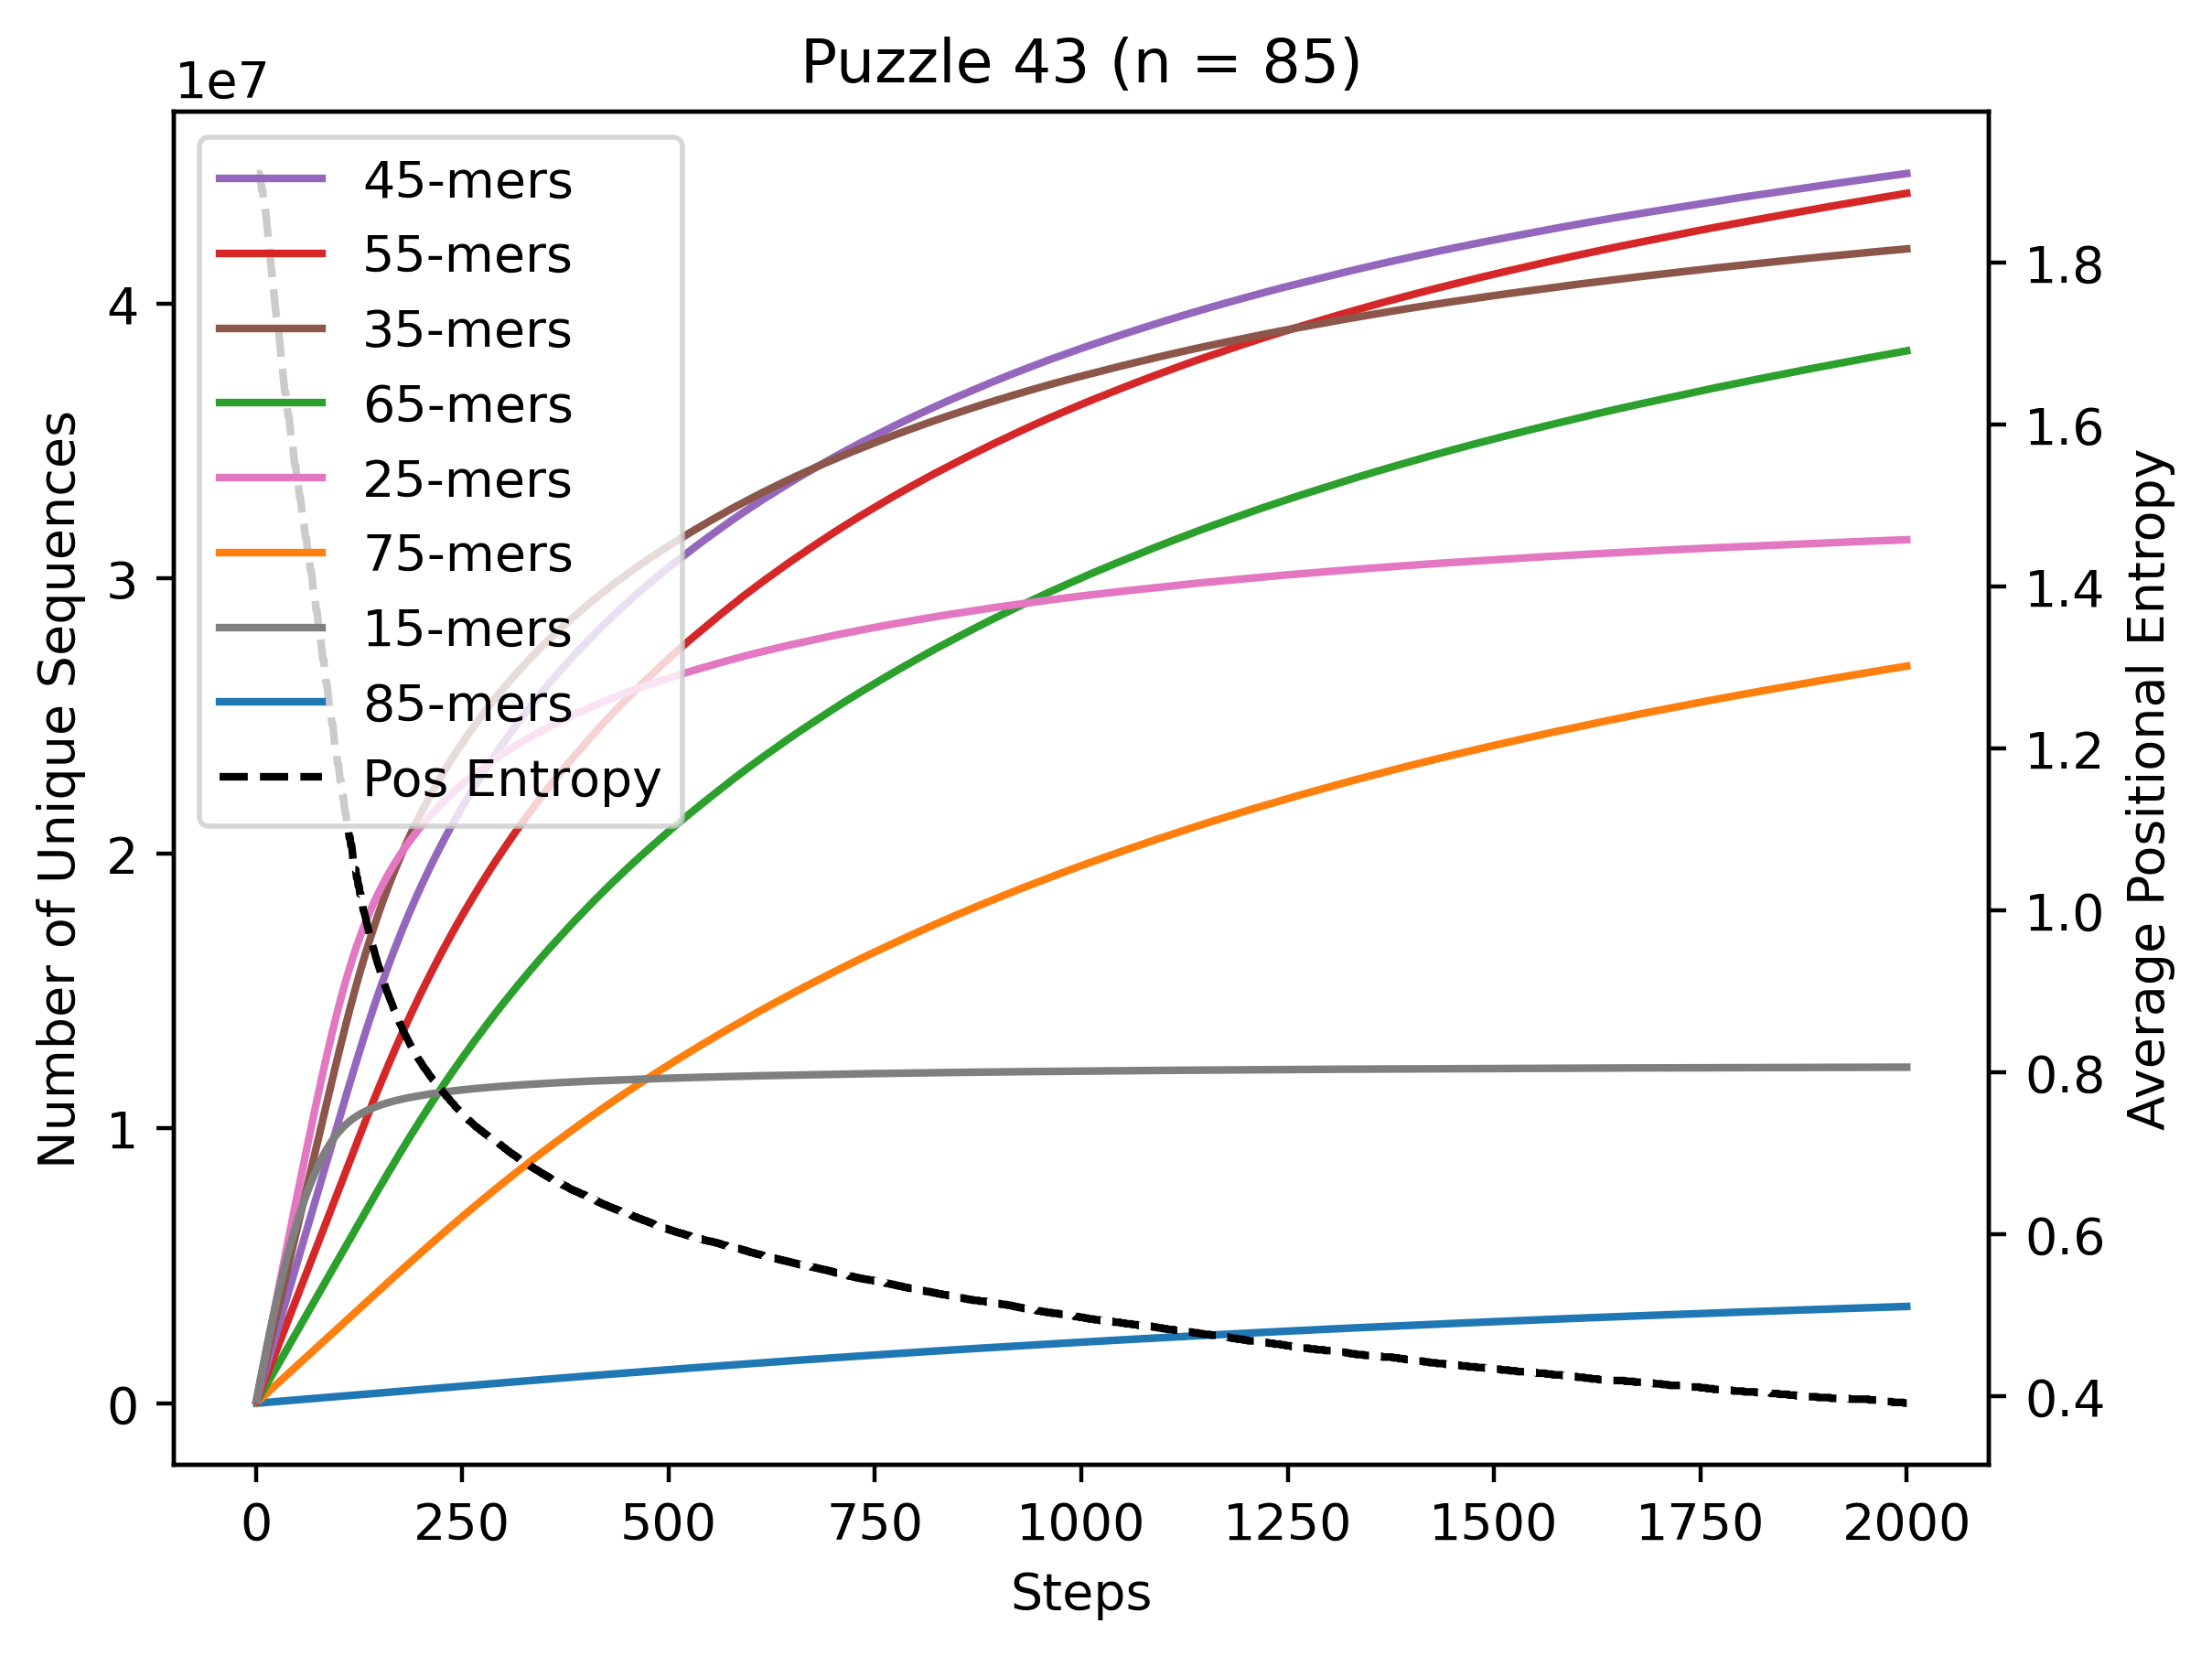 Puzzle 43 (n = 85)
1e7
45-mers
55-mers
35-mers
65-mers
25-mers
75-mers
15-mers
85-mers
Pos Entropy
Number of Unique Sequences
4
3
2
1
0
1.8
1.6
1.4
1.2
1.0
0.8
0.6
0.4
Average Positional Entropy
0 250 500 750 1000 1250 1500 1750 2000
Steps